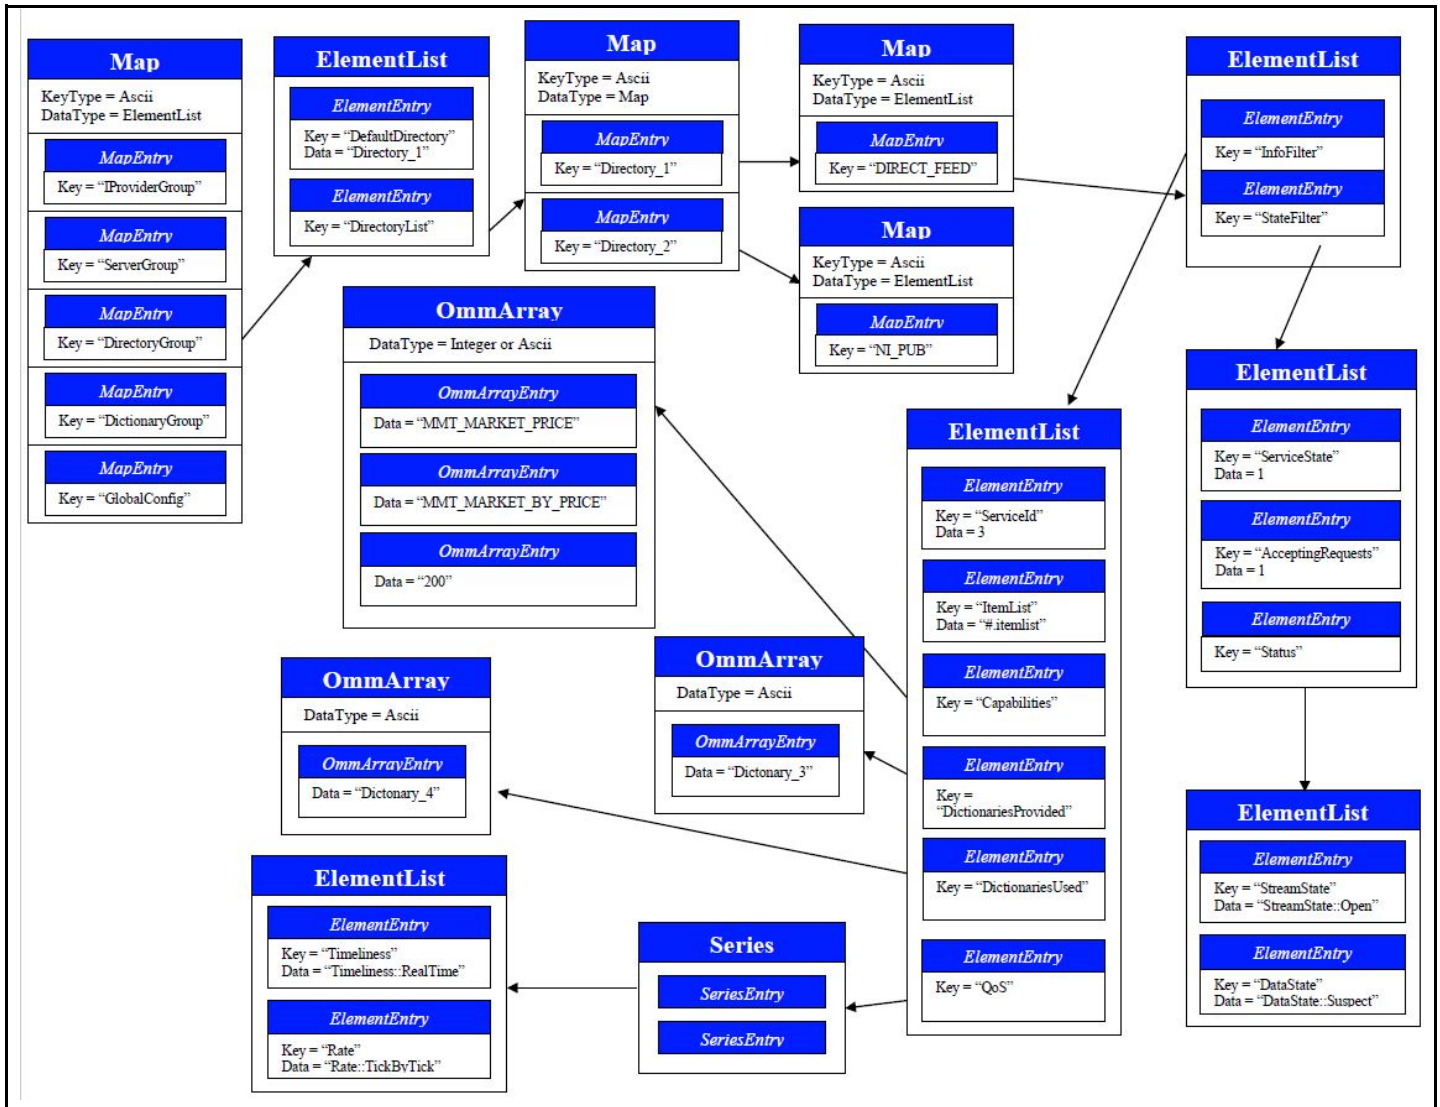 Map
KeyType = Ascii
DataType = ElementList
MapEntry
Key = “IProviderGroup”
MapEntry
Key = “ServerGroup”
MapEntry
Key = “DirectoryGroup”
MapEntry
Key = “DictionaryGroup”
MapEntry
Key = “GlobalConfig”
ElementList
ElementEntry
Key = “DefaultDirectory”
Data = “Directory_1”
ElementEntry
Key = “DirectoryList”
Map
KeyType = Ascii
DataType = Map
MapEntry
Key = “Directory_1”
MapEntry
Key = “Directory_2”
Map
KeyType = Ascii
DataType = ElementList
MapEntry
Key = “DIRECT_FEED”
Map
KeyType = Ascii
DataType = ElementList
MapEntry
Key = “NI_PUB”
ElementList
ElementEntry
Key = “InfoFilter”
ElementEntry
Key = “StateFilter”
OmmArray
DataType = Integer or Ascii
OmmArrayEntry
Data = “MMT_MARKET_PRICE”
OmmArrayEntry
Data = “MMT_MARKET_BY_PRICE”
OmmArrayEntry
Data = “200”
ElementList
ElementEntry
Key = “ServiceId”
Data = 3
ElementEntry
Key = “ItemList”
Data = “#.itemlist”
ElementEntry
Key = “Capabilities”
ElementEntry
Key =
“DictionariesProvided”
ElementEntry
Key = “DictionariesUsed”
ElementEntry
Key = “QoS”
ElementList
ElementEntry
Key = “ServiceState”
Data = 1
ElementEntry
Key = “AcceptingRequests”
Data = 1
ElementEntry
Key = “Status”
OmmArray
DataType = Ascii
OmmArrayEntry
Data = “Dictonary_3”
OmmArray
DataType = Ascii
OmmArrayEntry
Data = “Dictonary_4”
ElementList
ElementEntry
Key = “StreamState”
Data = “StreamState::Open”
ElementEntry
Key = “DataState”
Data = “DataState::Suspect”
ElementList
ElementEntry
Key = “Timeliness”
Data = “Timeliness::RealTime”
ElementEntry
Key = “Rate”
Data = “Rate::TickByTick”
Series
SeriesEntry
SeriesEntry